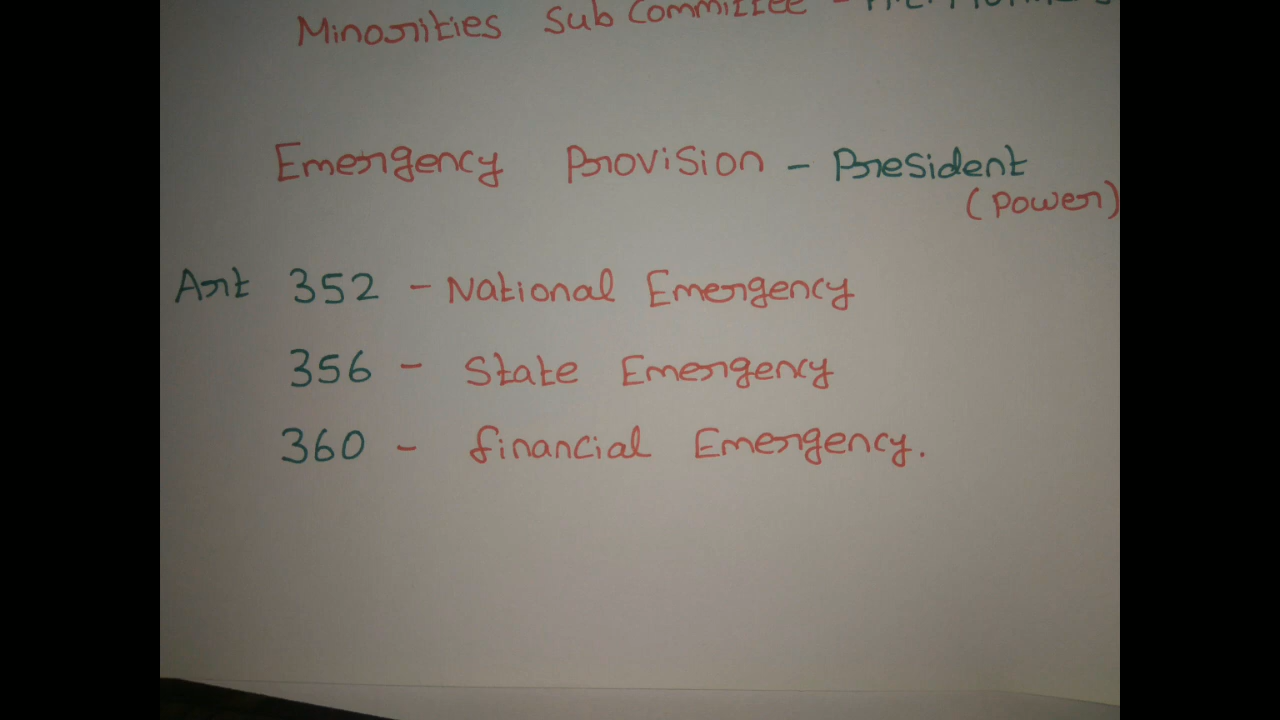 Minorities Sub Committee -
Emergency Provision - President
(Power)
Art 352 - National Emergency
356 - State Emergency
360 - financial Emergency.